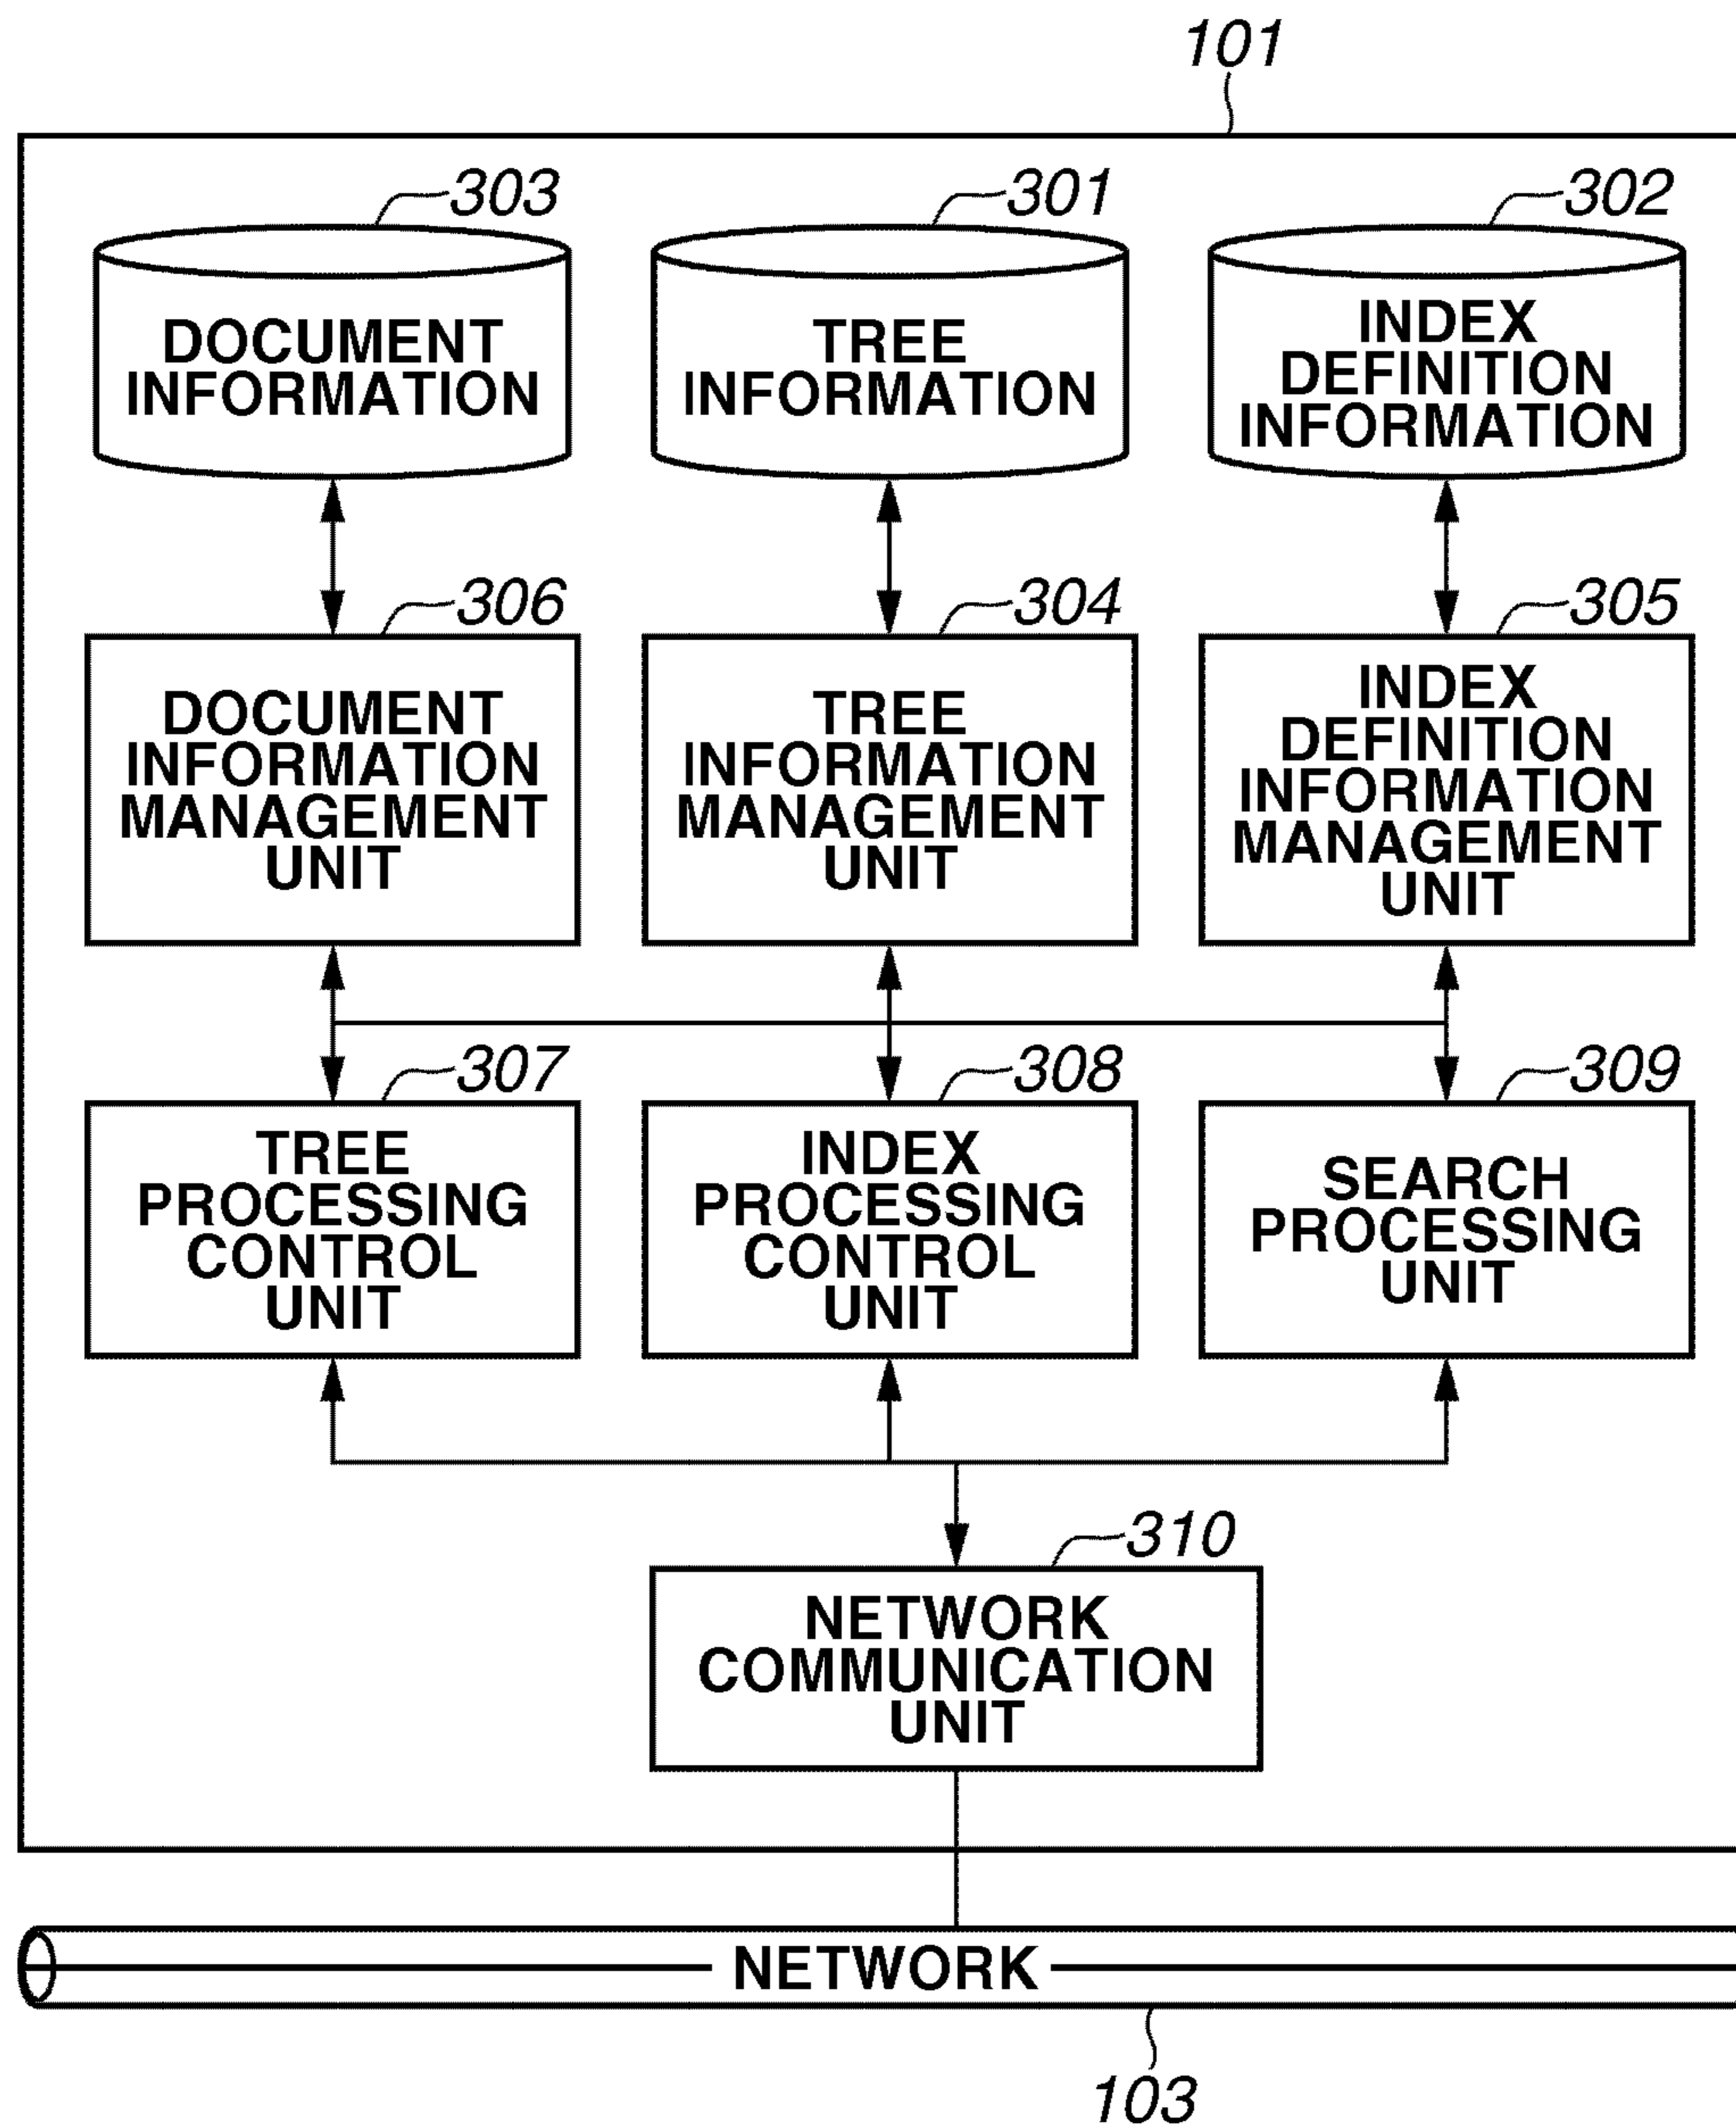 101
303
301
302
DOCUMENT
INFORMATION
TREE
INFORMATION
INDEX
DEFINITION
INFORMATION
306
304
305
DOCUMENT
INFORMATION
MANAGEMENT
UNIT
TREE
INFORMATION
MANAGEMENT
UNIT
INDEX
DEFINITION
INFORMATION
MANAGEMENT
UNIT
307
308
309
TREE
PROCESSING
CONTROL
UNIT
INDEX
PROCESSING
CONTROL
UNIT
SEARCH
PROCESSING
UNIT
310
NETWORK
COMMUNICATION
UNIT
NETWORK
103